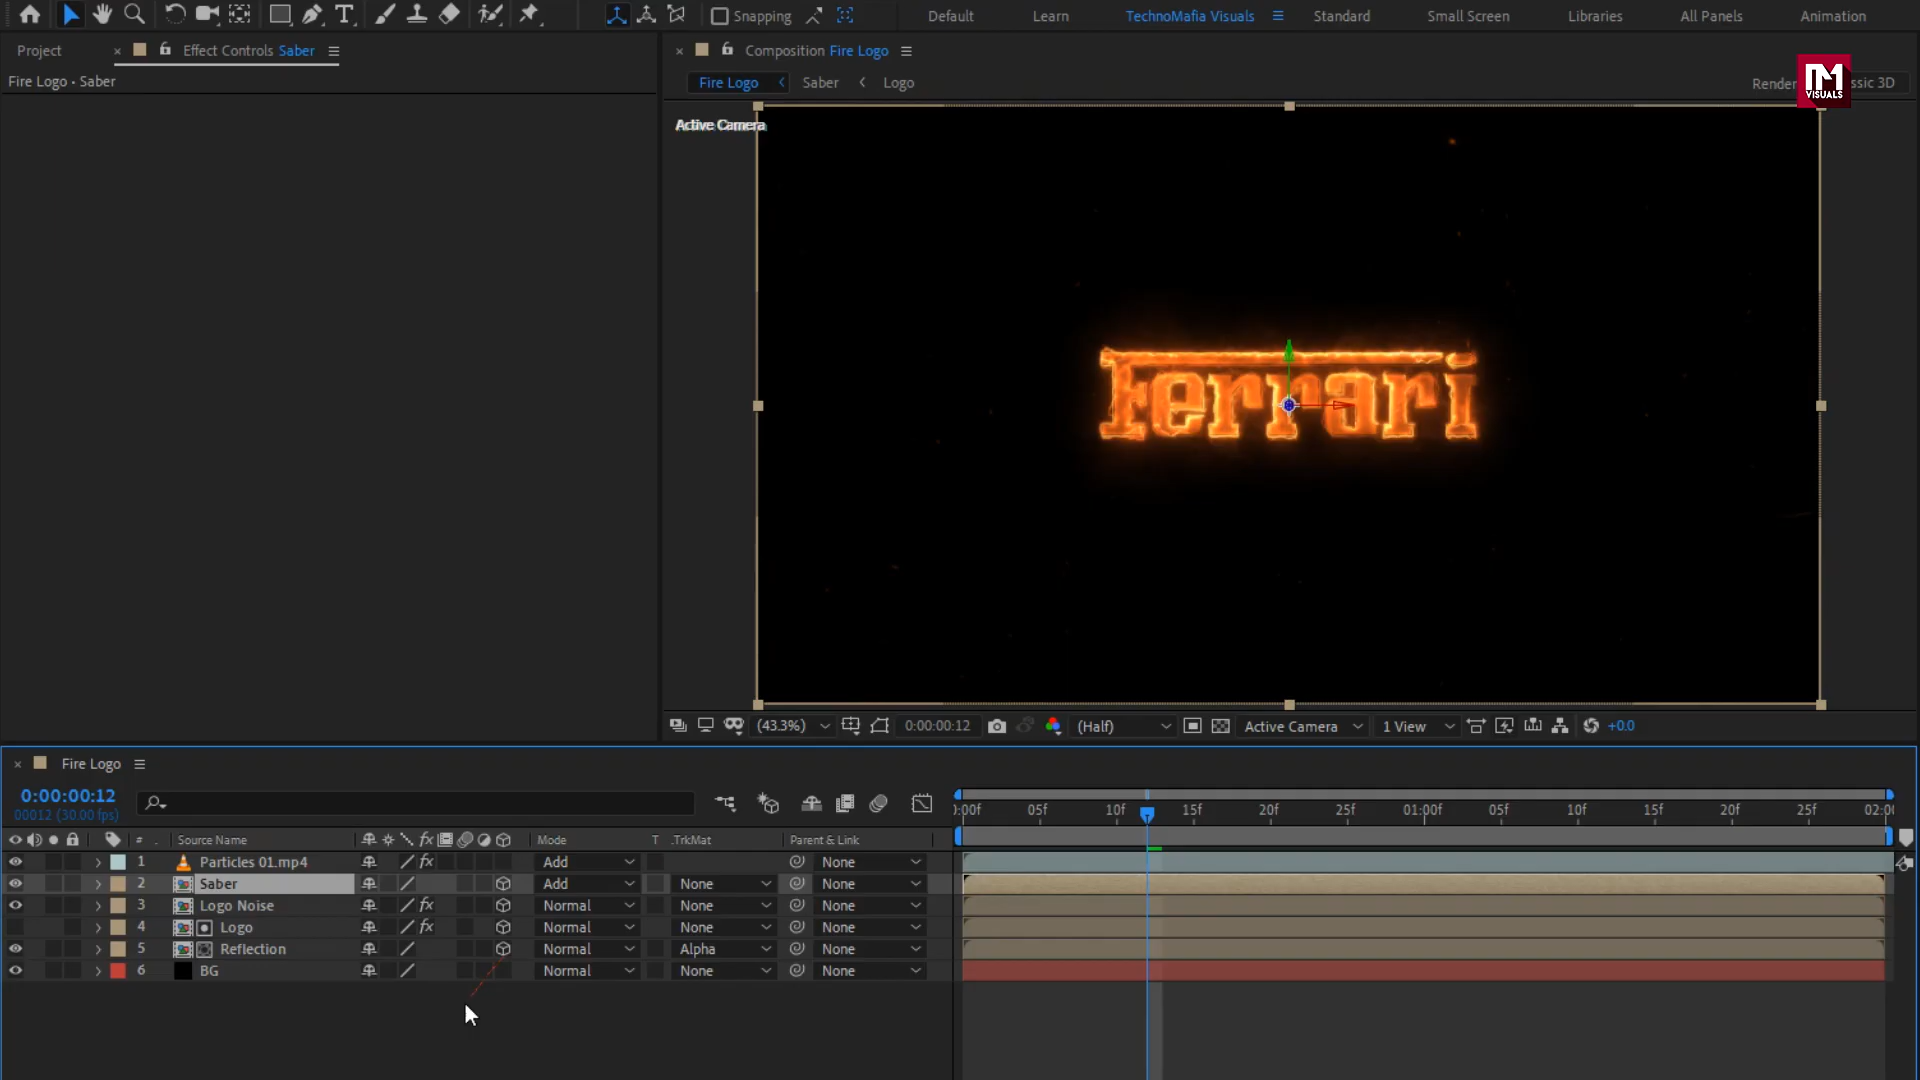 Snapping
Default
Learn
TechnoMafia Visuals
Standard
Small Screen
Libraries
All Panels
Animation
Project
Effect Controls Saber
Composition Fire Logo
Fire Logo • Saber
Fire Logo
Saber
Logo
Render
ssic 3D
VISUALS
Active Camera
Ferrari
(43.3%)
0:00:00:12
(Half)
Active Camera
1 View
+0.0
Fire Logo
0:00:00:12
00012 (30.00 fps)
:00f 05f 10f 15f 20f 25f 01:00f 05f 10f 15f 20f 25f 02:00
# Source Name Mode T .TrkMat Parent & Link
1 Particles 01.mp4 fx Add None
2 Saber Add None None
3 Logo Noise fx Normal None None
4 Logo fx Normal None None
5 Reflection Normal Alpha None
6 BG Normal None None